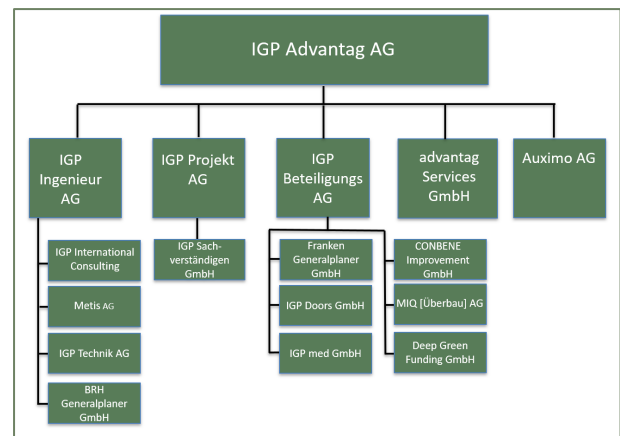 IGP Advantag AG
IGP
Ingenieur
AG
IGP Projekt
AG
IGP
Beteiligungs
AG
advantag
Services
GmbH
Auximo AG
IGP International
Consulting
Metis AG
IGP Technik AG
BRH
Generalplaner
GmbH
IGP Sach-
verständigen
GmbH
Franken
Generalplaner
GmbH
IGP Doors GmbH
IGP med GmbH
CONBENE
Improvement
GmbH
MIQ [Überbau] AG
Deep Green
Funding GmbH